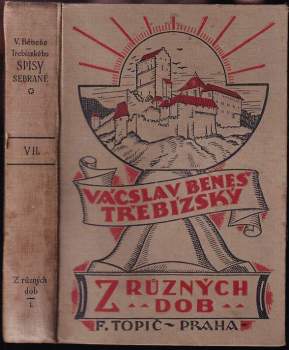 V. Beneše
Třebízského
SPISY
SEBRANÉ
VII.
Z různých
dob
I.
VÁCSLAV BENEŠ
TŘEBÍZSKÝ
Z RŮZNÝCH
DOB
F. TOPIČ~PRAHA~